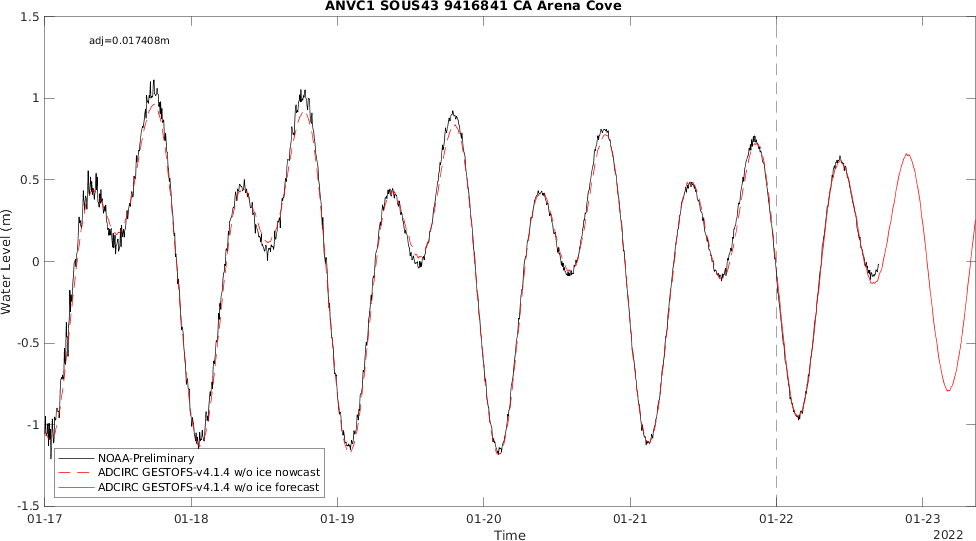 ANVC1 SOUS43 9416841 CA Arena Cove
adj=0.017408m
1.5
1
0.5
0
-0.5
-1
-1.5
Water Level (m)
NOAA-Preliminary
ADCIRC GESTOFS-v4.1.4 w/o ice nowcast
ADCIRC GESTOFS-v4.1.4 w/o ice forecast
01-17
01-18
01-19
01-20
01-21
01-22
01-23
Time
2022